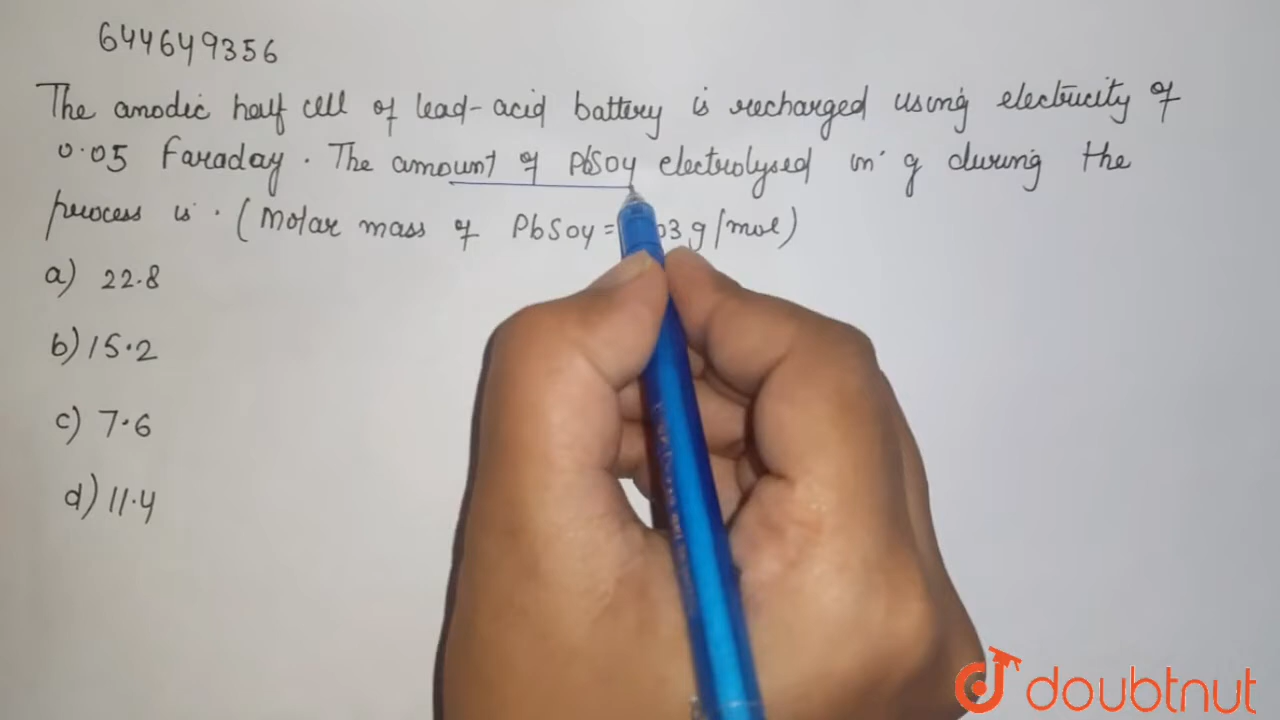 644649356
The anodic half cell of lead-acid battery is recharged using electricity of
0.05 Faraday. The amount of PbSO4 electrolysed in g during the
process is. (Molar mass of PbSO4= 03 g/mol)
a) 22.8
b) 15.2
c) 7.6
d) 11.4
doubtnut